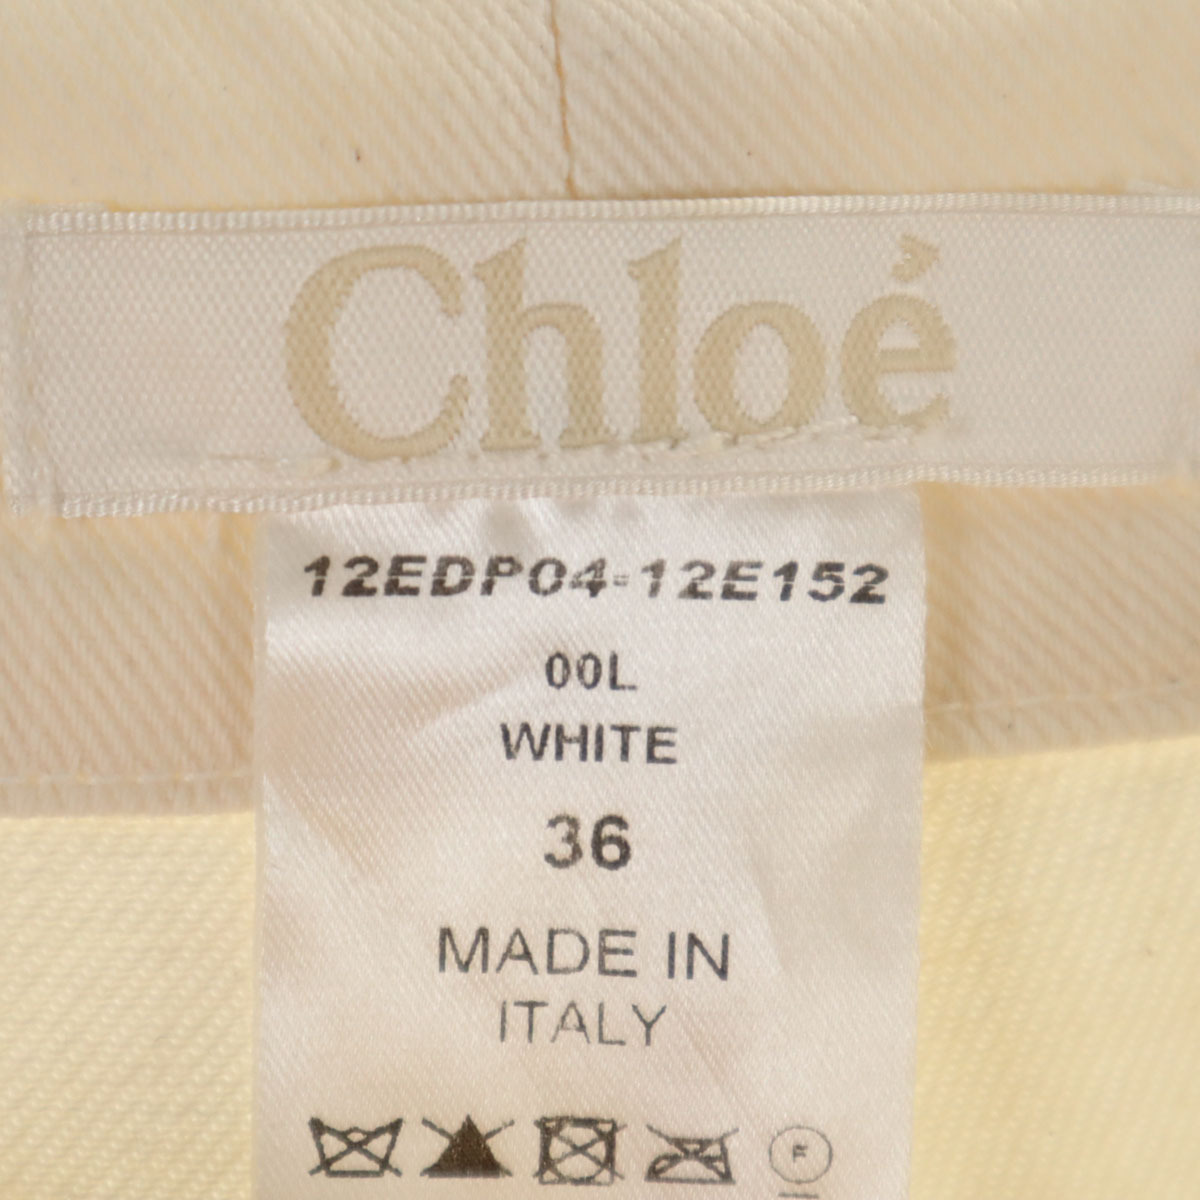 Chloé
12EDP04-12E152
00L
WHITE
36
MADE IN
ITALY
F